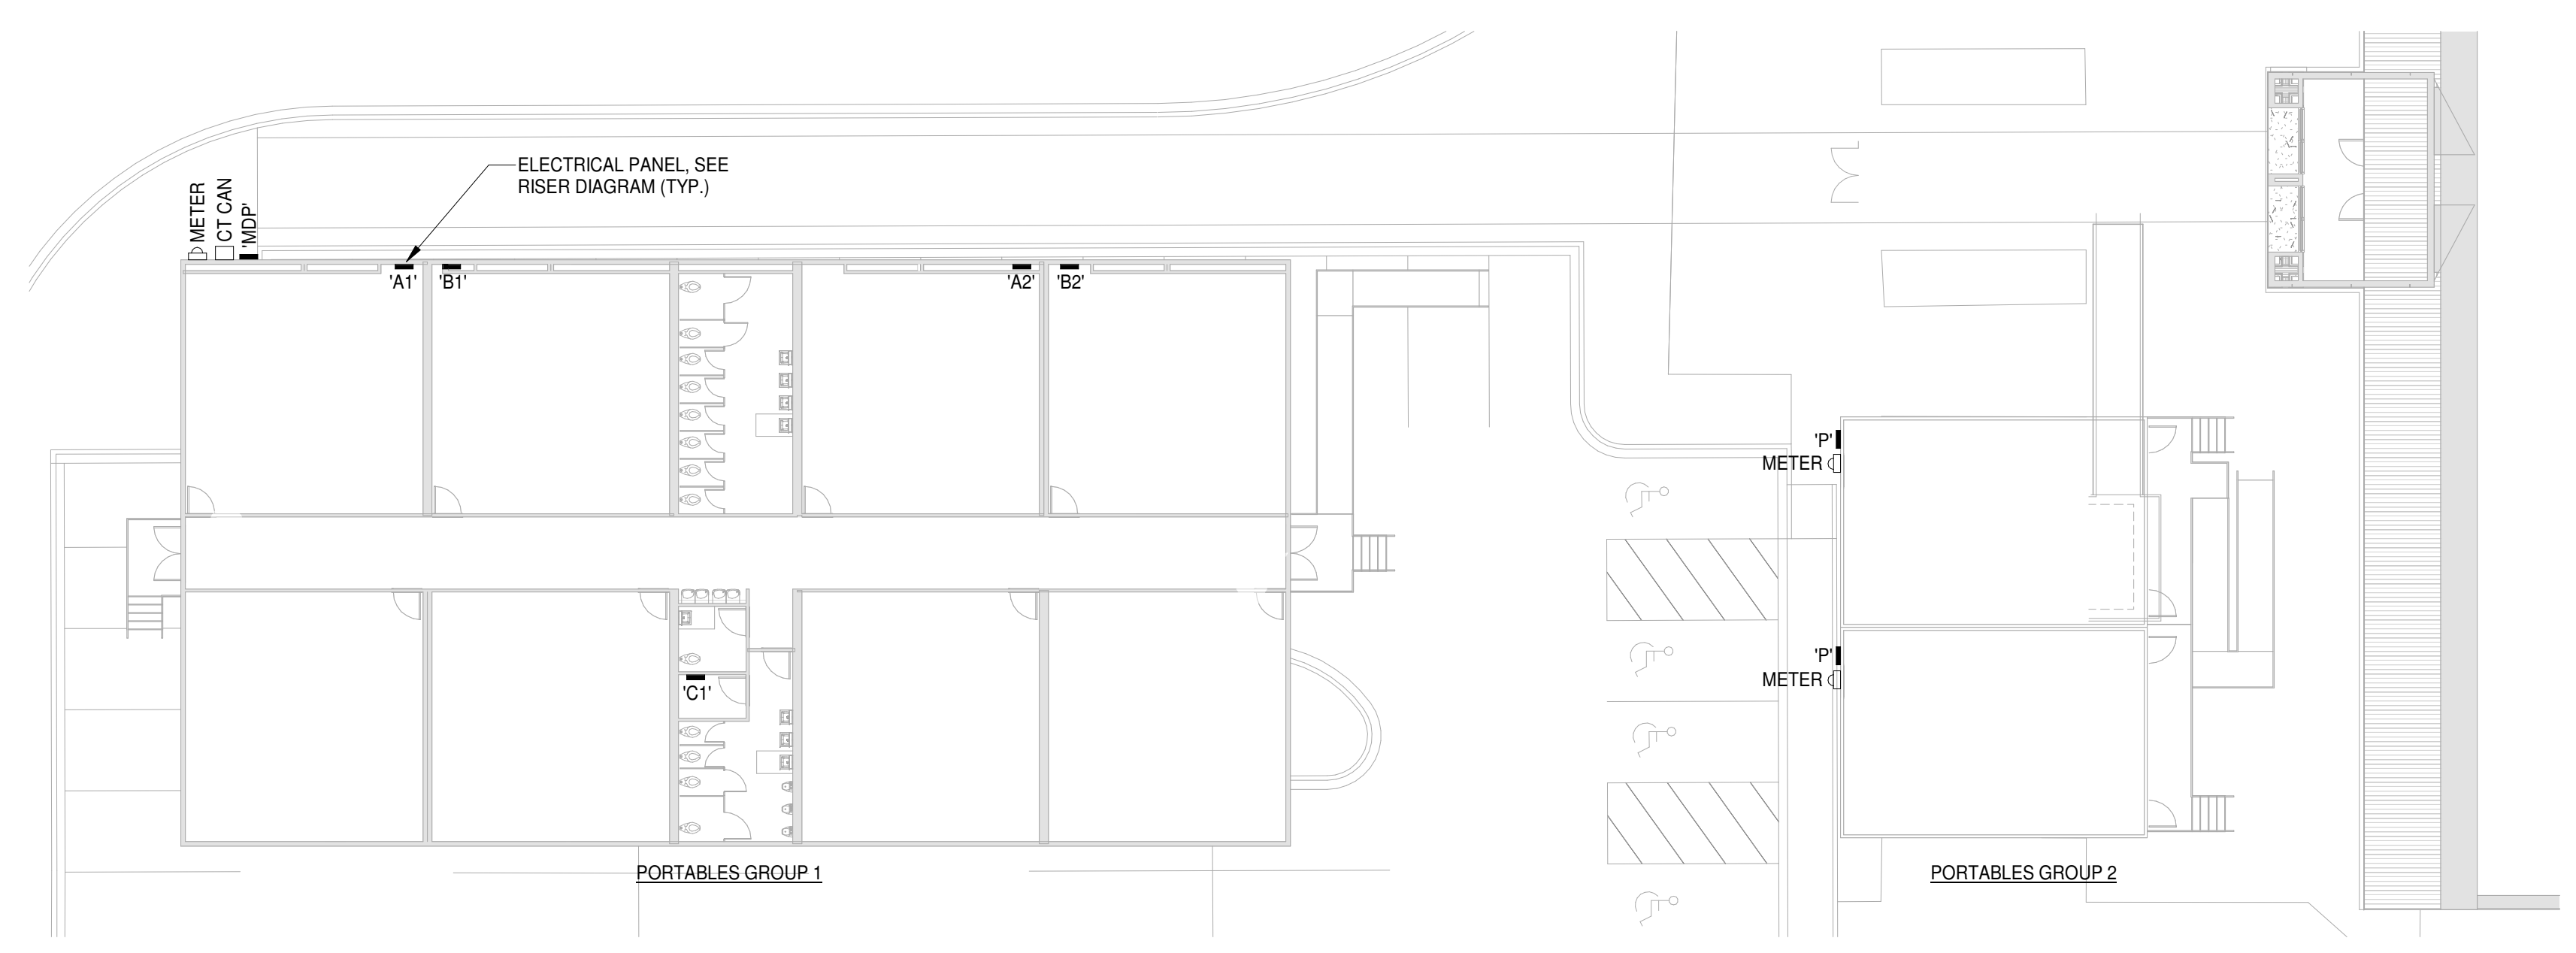 ELECTRICAL PANEL, SEE
RISER DIAGRAM (TYP.)
METER
CT CAN
'MDP'
'A1'
'B1'
'A2'
'B2'
'P'
METER
'P'
METER
'C1'
PORTABLES GROUP 1
PORTABLES GROUP 2